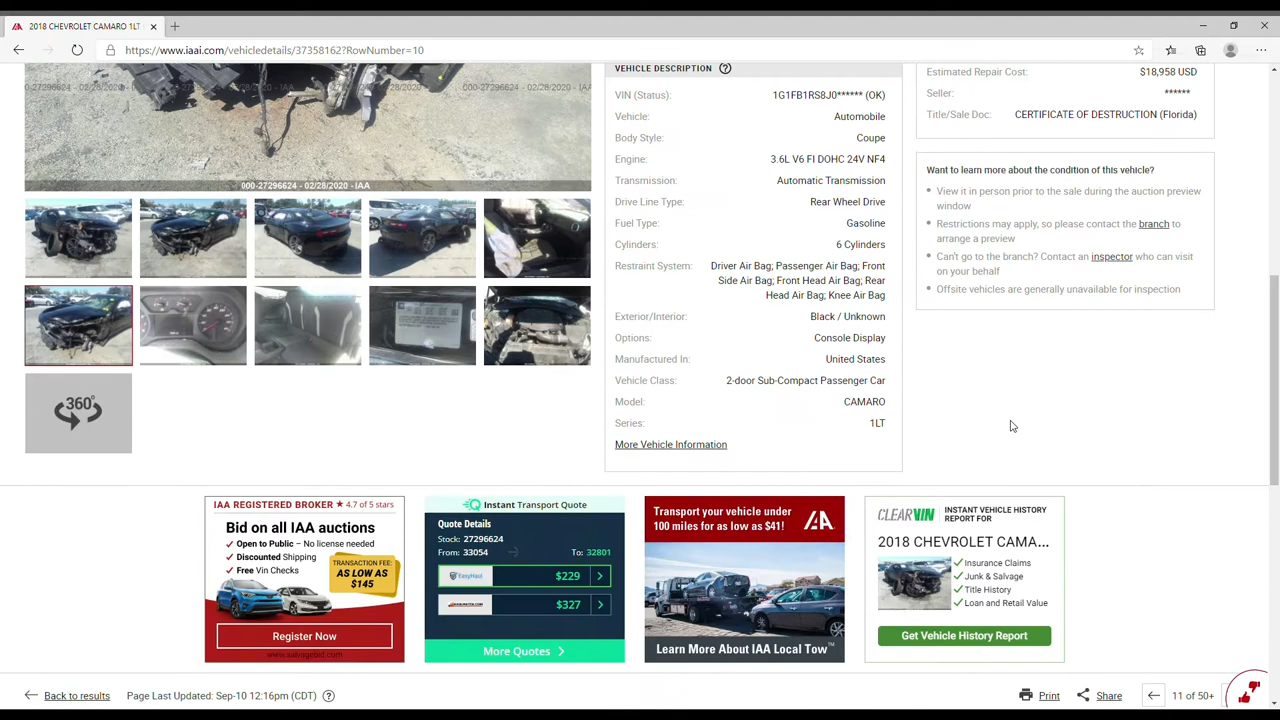 2018 CHEVROLET CAMARO 1LT
https://www.iaai.com/vehicledetails/37358162?RowNumber=10
000-27296624 - 02/28/2020 - IAA
360°
VEHICLE DESCRIPTION ?
VIN (Status): 1G1FB1RS8J0****** (OK)
Vehicle: Automobile
Body Style: Coupe
Engine: 3.6L V6 FI DOHC 24V NF4
Transmission: Automatic Transmission
Drive Line Type: Rear Wheel Drive
Fuel Type: Gasoline
Cylinders: 6 Cylinders
Restraint System: Driver Air Bag; Passenger Air Bag; Front
Side Air Bag; Front Head Air Bag; Rear
Head Air Bag; Knee Air Bag
Exterior/Interior: Black / Unknown
Options: Console Display
Manufactured In: United States
Vehicle Class: 2-door Sub-Compact Passenger Car
Model: CAMARO
Series: 1LT
More Vehicle Information
Estimated Repair Cost: $18,958 USD
Seller: ******
Title/Sale Doc: CERTIFICATE OF DESTRUCTION (Florida)
Want to learn more about the condition of this vehicle?
View it in person prior to the sale during the auction preview
window
Restrictions may apply, so please contact the branch to
arrange a preview
Can't go to the branch? Contact an inspector who can visit
on your behalf
Offsite vehicles are generally unavailable for inspection
IAA REGISTERED BROKER ★ 4.7 of 5 stars
Bid on all IAA auctions
Open to Public – No license needed
Discounted Shipping
Free Vin Checks
TRANSACTION FEE:
AS LOW AS
$145
Register Now
www.salvagebid.com
Instant Transport Quote
Quote Details
Stock: 27296624
From: 33054 To: 32801
EasyHaul $229
$327
More Quotes
Transport your vehicle under
100 miles for as low as $41!
IAA
Learn More About IAA Local Tow™
CLEARVIN INSTANT VEHICLE HISTORY
REPORT FOR
2018 CHEVROLET CAMA...
Insurance Claims
Junk & Salvage
Title History
Loan and Retail Value
Get Vehicle History Report
Back to results Page Last Updated: Sep-10 12:16pm (CDT) ? Print Share 11 of 50+